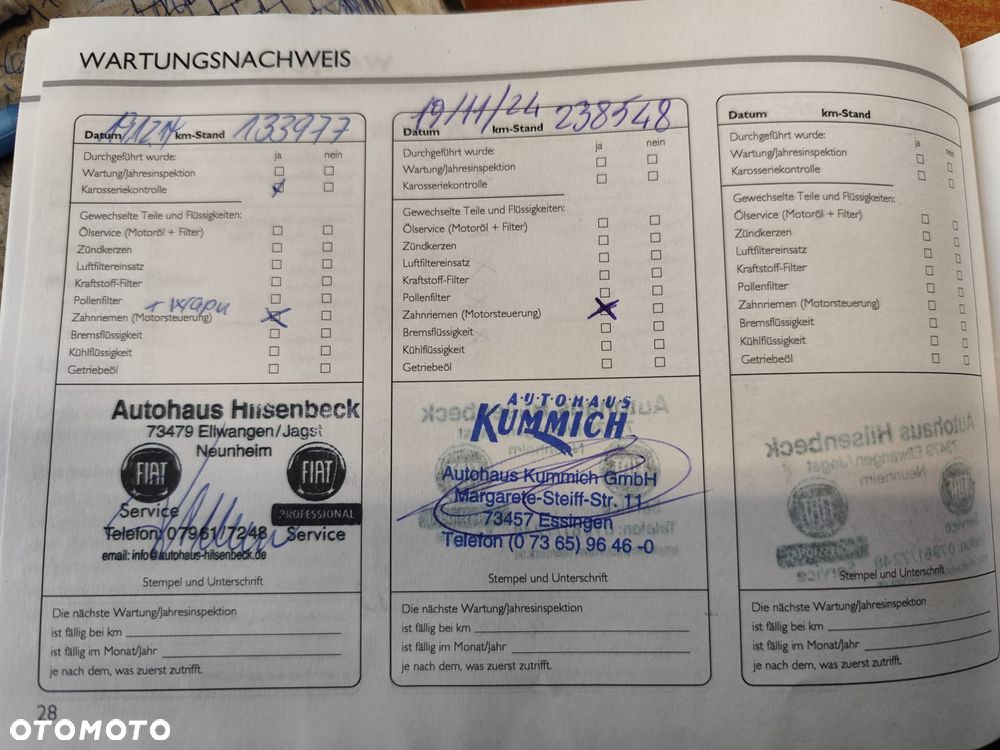 WARTUNGSNACHWEIS
Datum 19.12.14 km-Stand 133977
Durchgeführt wurde: ja nein
Wartung/Jahresinspektion
Karosseriekontrolle
Gewechselte Teile und Flüssigkeiten:
Ölservice (Motoröl + Filter)
Zündkerzen
Luftfiltereinsatz
Kraftstoff-Filter
Pollenfilter
+ Wapu
Zahnriemen (Motorsteuerung)
Bremsflüssigkeit
Kühlflüssigkeit
Getriebeöl
Autohaus Hilsenbeck
73479 Ellwangen/Jagst
Neunheim
FIAT FIAT
Service PROFESSIONAL
Telefon 07961/7248 Service
email: info@autohaus-hilsenbeck.de
Stempel und Unterschrift
Die nächste Wartung/Jahresinspektion
ist fällig bei km
ist fällig im Monat/Jahr
je nach dem, was zuerst zutrifft.
Datum 19/11/24 km-Stand 238548
Durchgeführt wurde: ja nein
Wartung/Jahresinspektion
Karosseriekontrolle
Gewechselte Teile und Flüssigkeiten:
Ölservice (Motoröl + Filter)
Zündkerzen
Luftfiltereinsatz
Kraftstoff-Filter
Pollenfilter
Zahnriemen (Motorsteuerung)
Bremsflüssigkeit
Kühlflüssigkeit
Getriebeöl
AUTOHAUS
KUMMICH
Autohaus Kummich GmbH
Margarete-Steiff-Str. 11
73457 Essingen
Telefon (0 73 65) 96 46 -0
Stempel und Unterschrift
Die nächste Wartung/Jahresinspektion
ist fällig bei km
ist fällig im Monat/Jahr
je nach dem, was zuerst zutrifft.
Datum km-Stand
Durchgeführt wurde: ja nein
Wartung/Jahresinspektion
Karosseriekontrolle
Gewechselte Teile und Flüssigkeiten:
Ölservice (Motoröl + Filter)
Zündkerzen
Luftfiltereinsatz
Kraftstoff-Filter
Pollenfilter
Zahnriemen (Motorsteuerung)
Bremsflüssigkeit
Kühlflüssigkeit
Getriebeöl
Stempel und Unterschrift
Die nächste Wartung/Jahresinspektion
ist fällig bei km
ist fällig im Monat/Jahr
je nach dem, was zuerst zutrifft.
28
OTOMOTO